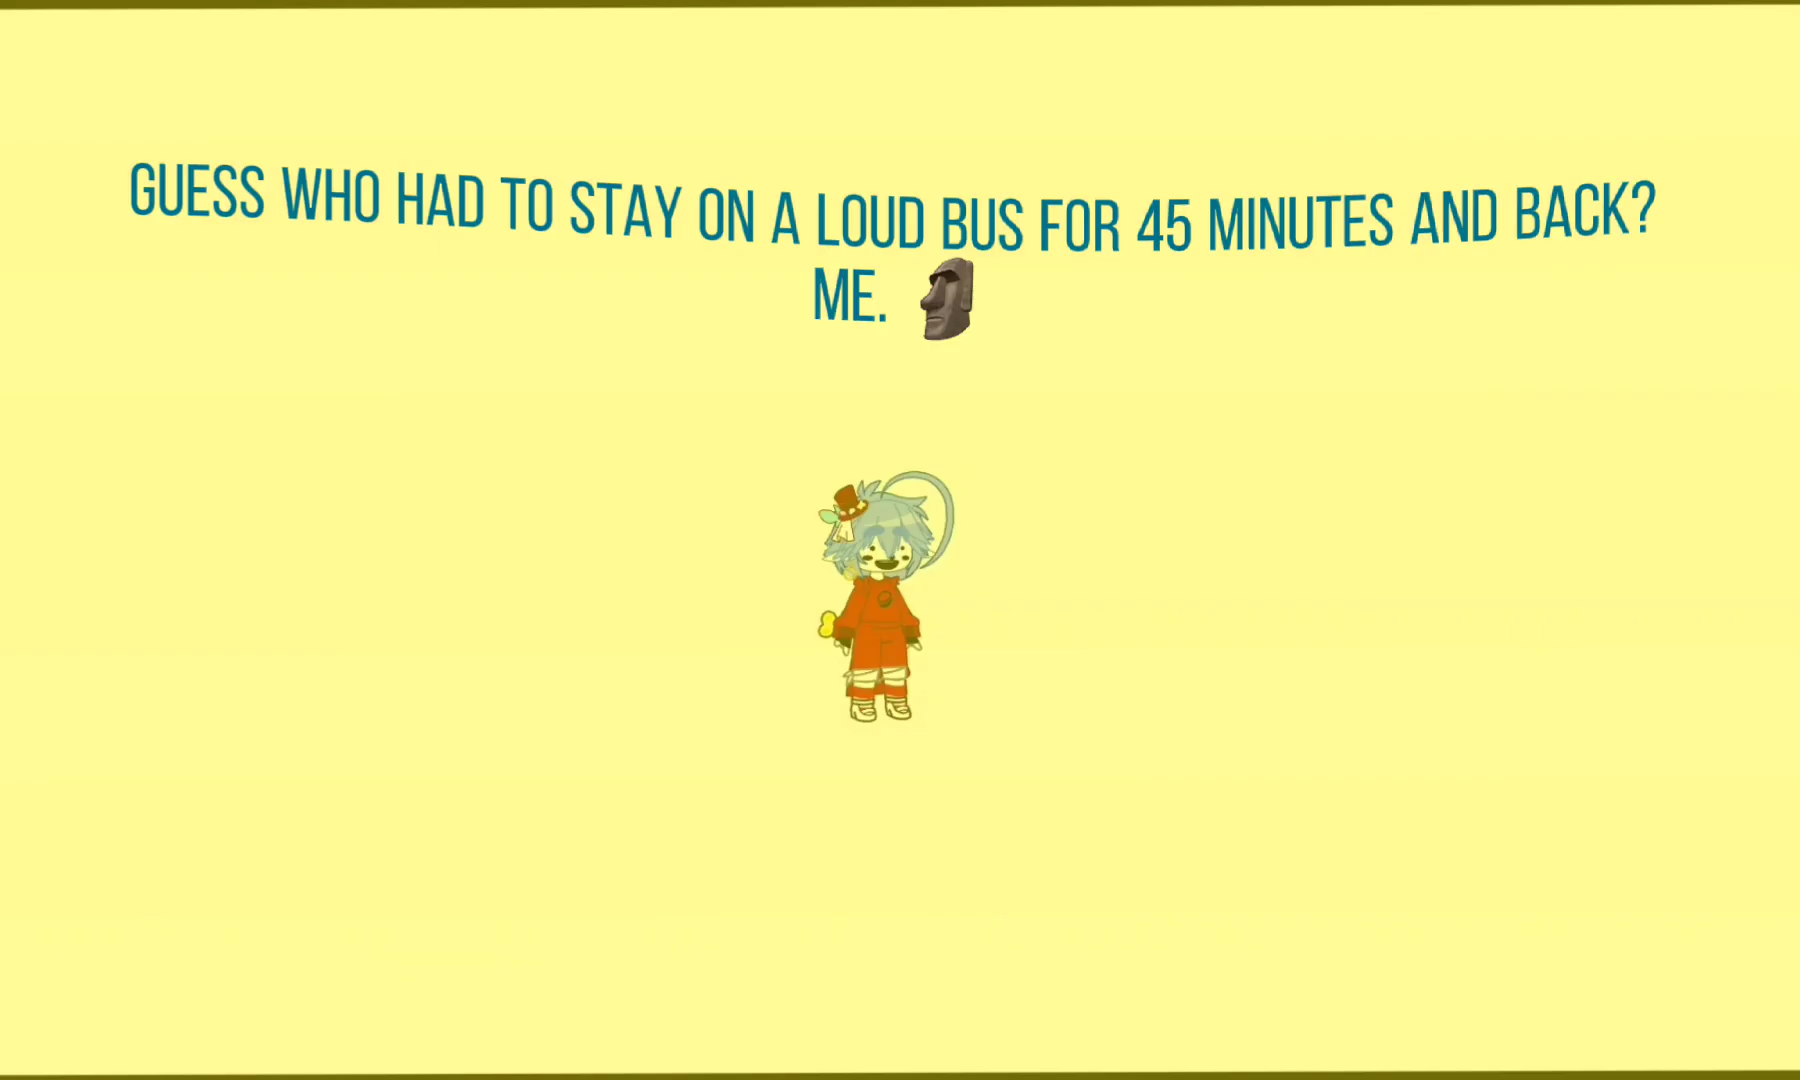 GUESS WHO HAD TO STAY ON A LOUD BUS FOR 45 MINUTES AND BACK?
ME. 🗿